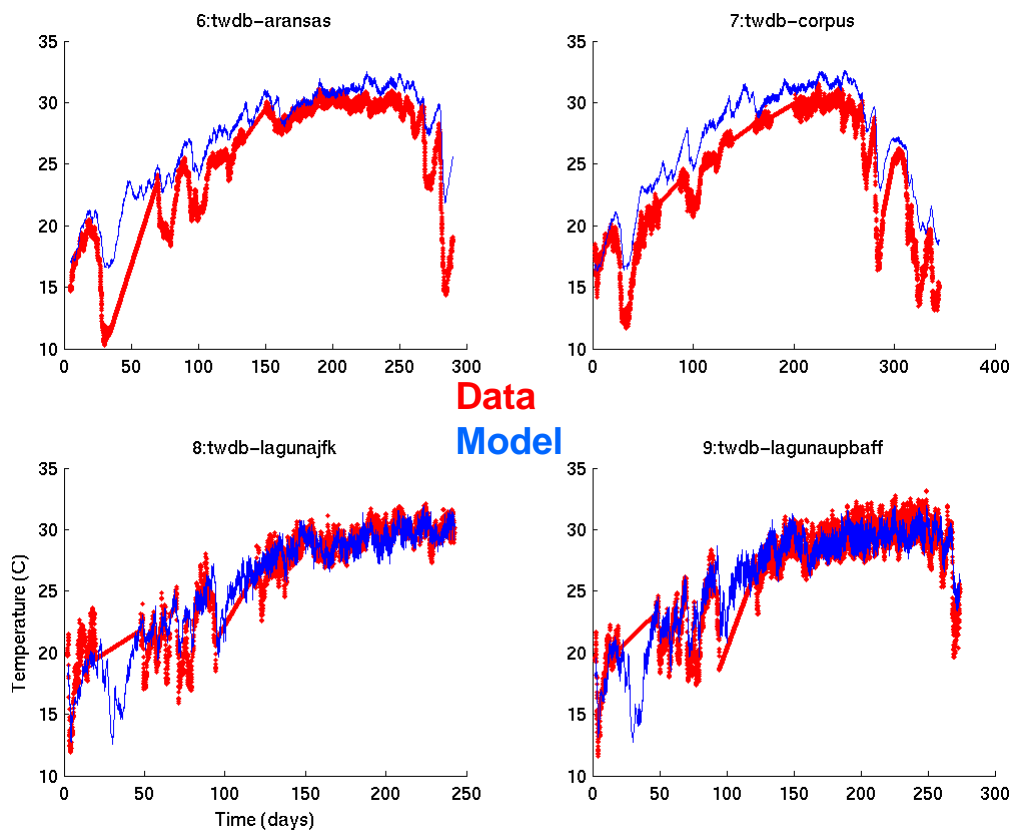 6:twdb-aransas
7:twdb-corpus
35
30
25
20
15
10
0 50 100 150 200 250 300
35
30
25
20
15
10
0 100 200 300 400
Data
Model
8:twdb-lagunajfk
9:twdb-lagunaupbaff
Temperature (C)
35
30
25
20
15
10
0 50 100 150 200 250
Time (days)
35
30
25
20
15
10
0 50 100 150 200 250 300